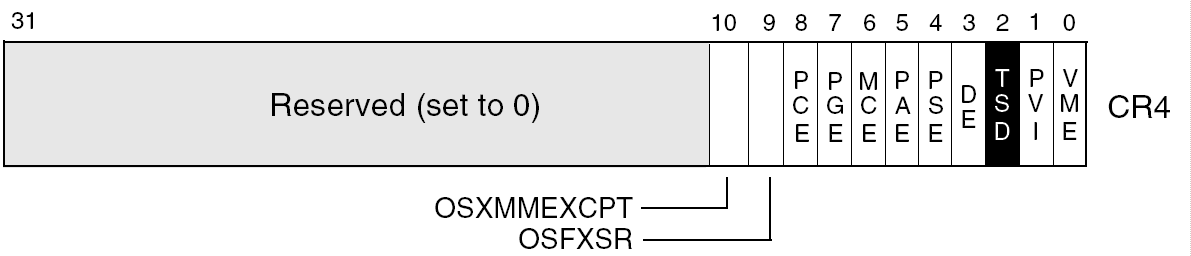 31 10 9 8 7 6 5 4 3 2 1 0
Reserved (set to 0) PCE PGE MCE PAE PSE DE TSD PVI VME CR4
OSXMMEXCPT
OSFXSR